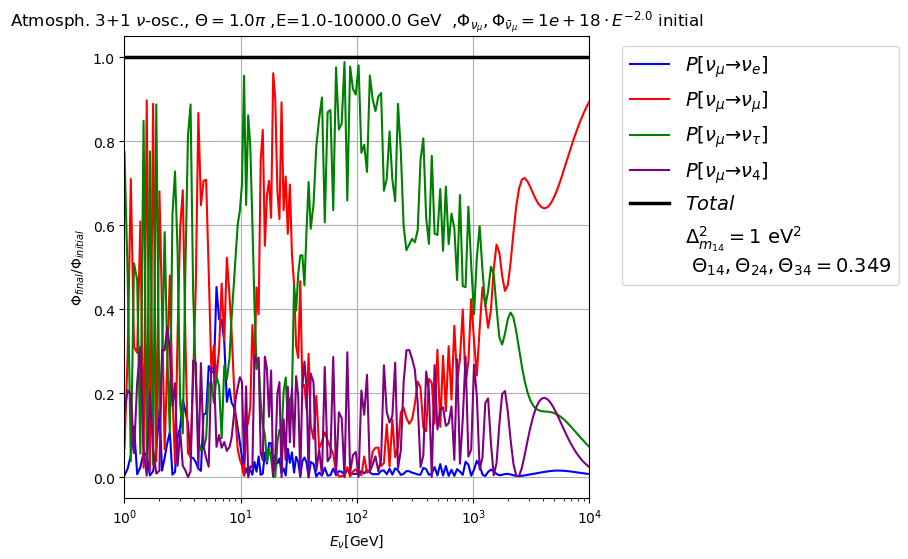 Atmosph. 3+1 ν-osc., Θ = 1.0π ,E=1.0-10000.0 GeV ,Φ_{ν_μ}, Φ_{ν̄_μ} = 1e + 18 · E^{−2.0} initial
1.0
0.8
0.6
0.4
0.2
0.0
Φ_{final}/Φ_{initial}
10^0
10^1
10^2
10^3
10^4
E_ν[GeV]
P[ν_μ→ν_e]
P[ν_μ→ν_μ]
P[ν_μ→ν_τ]
P[ν_μ→ν_4]
Total
Δ^2_{m_{14}} = 1 eV^2
Θ_{14}, Θ_{24}, Θ_{34} = 0.349